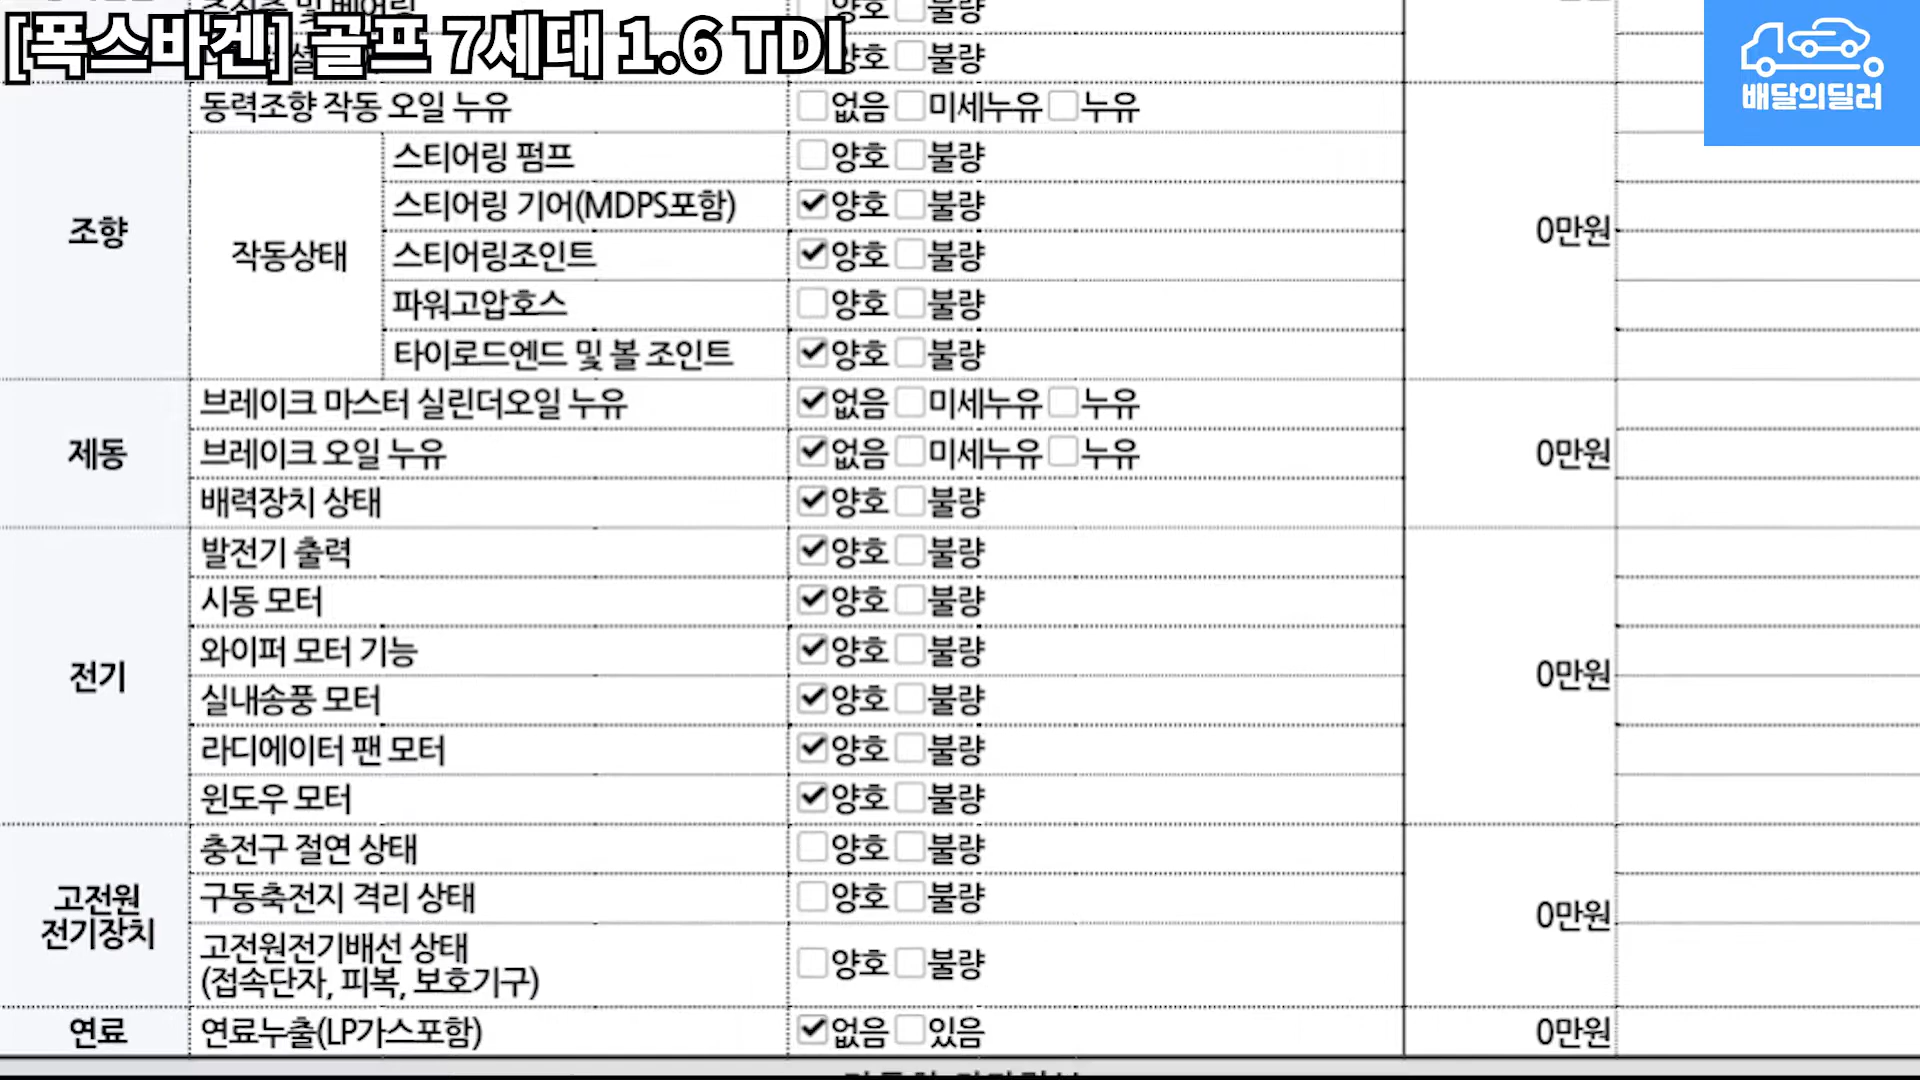 [폭스바겐] 골프 7세대 1.6 TDI
배달의딜러
양호 불량
양호 불량
조향
동력조향 작동 오일 누유 없음 미세누유 누유
0만원
작동상태
스티어링 펌프 양호 불량
스티어링 기어(MDPS포함) ✔양호 불량
스티어링조인트 ✔양호 불량
파워고압호스 양호 불량
타이로드엔드 및 볼 조인트 ✔양호 불량
제동
브레이크 마스터 실린더오일 누유 ✔없음 미세누유 누유
브레이크 오일 누유 ✔없음 미세누유 누유
0만원
배력장치 상태 ✔양호 불량
전기
발전기 출력 ✔양호 불량
시동 모터 ✔양호 불량
와이퍼 모터 기능 ✔양호 불량
0만원
실내송풍 모터 ✔양호 불량
라디에이터 팬 모터 ✔양호 불량
윈도우 모터 ✔양호 불량
고전원
전기장치
충전구 절연 상태 양호 불량
구동축전지 격리 상태 양호 불량
0만원
고전원전기배선 상태
(접속단자, 피복, 보호기구) 양호 불량
연료
연료누출(LP가스포함) ✔없음 있음
0만원